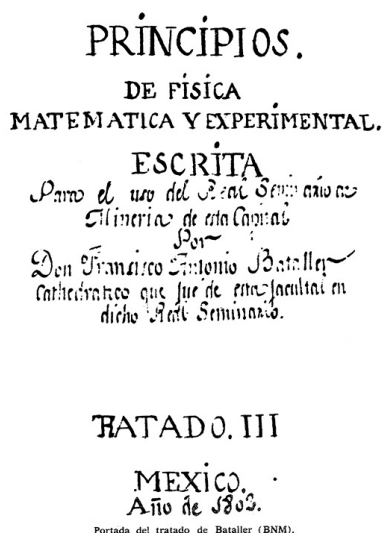 PRINCIPIOS.
DE FÍSICA
MATEMATICA Y EXPERIMENTAL.
ESCRITA
Para el uso del Real Seminario de
Mineria de esta Capital
Por
Don Francisco Antonio Bataller
Cathedratico que fue de esta facultad en
dicho Real Seminario.
TRATADO. III
MEXICO.
Año de 1802.
Portada del tratado de Bataller (BNM).